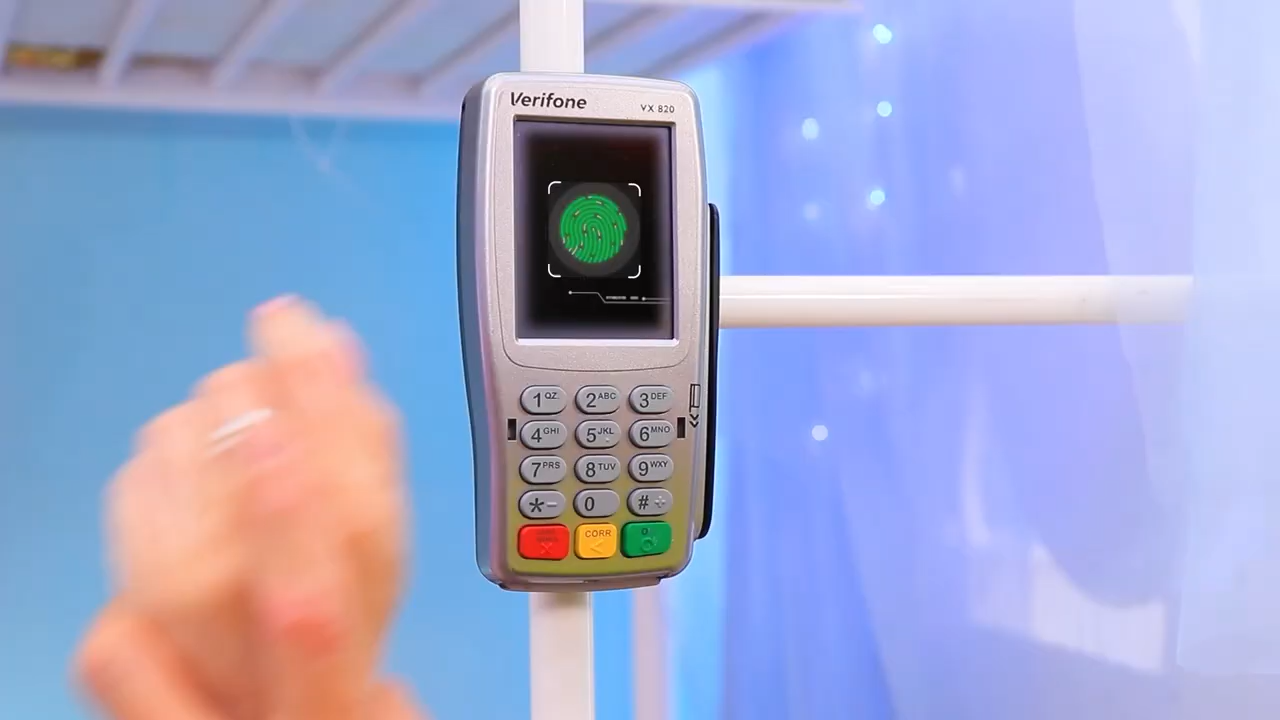 Verifone
VX 820
1 QZ. 2 ABC 3 DEF
4 GHI 5 JKL 6 MNO
7 PRS 8 TUV 9 WXY
*- 0 #
CORR